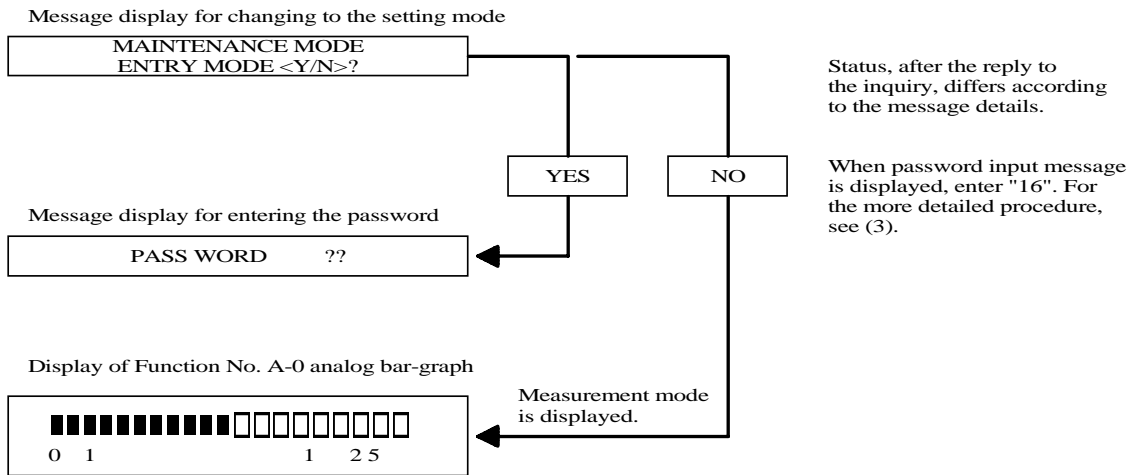 Message display for changing to the setting mode
MAINTENANCE MODE
ENTRY MODE <Y/N>?
Status, after the reply to
the inquiry, differs according
to the message details.
YES
NO
When password input message
is displayed, enter "16". For
the more detailed procedure,
see (3).
Message display for entering the password
PASS WORD ??
Display of Function No. A-0 analog bar-graph
Measurement mode
is displayed.
0 1 1 2 5